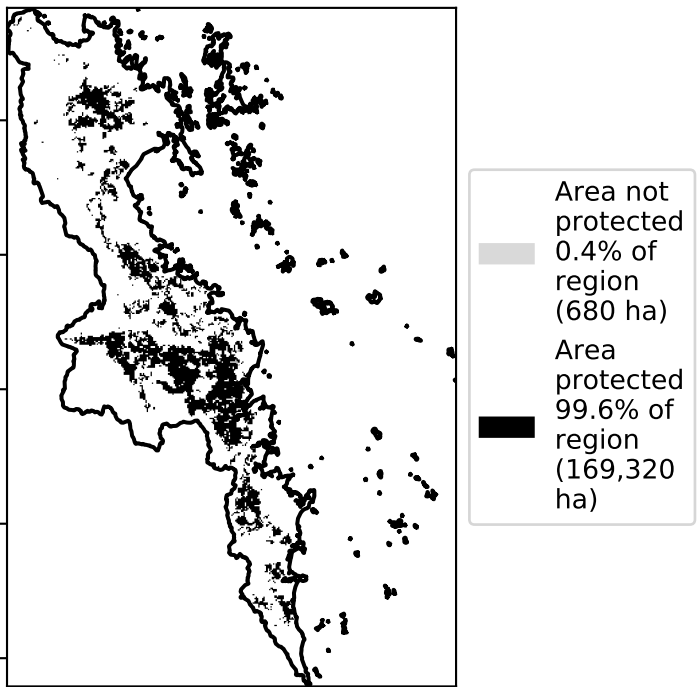 Area not
protected
0.4% of
region
(680 ha)
Area
protected
99.6% of
region
(169,320
ha)